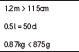 1.2m > 115cm
0.5l = 50cl
0.87kg < 875g